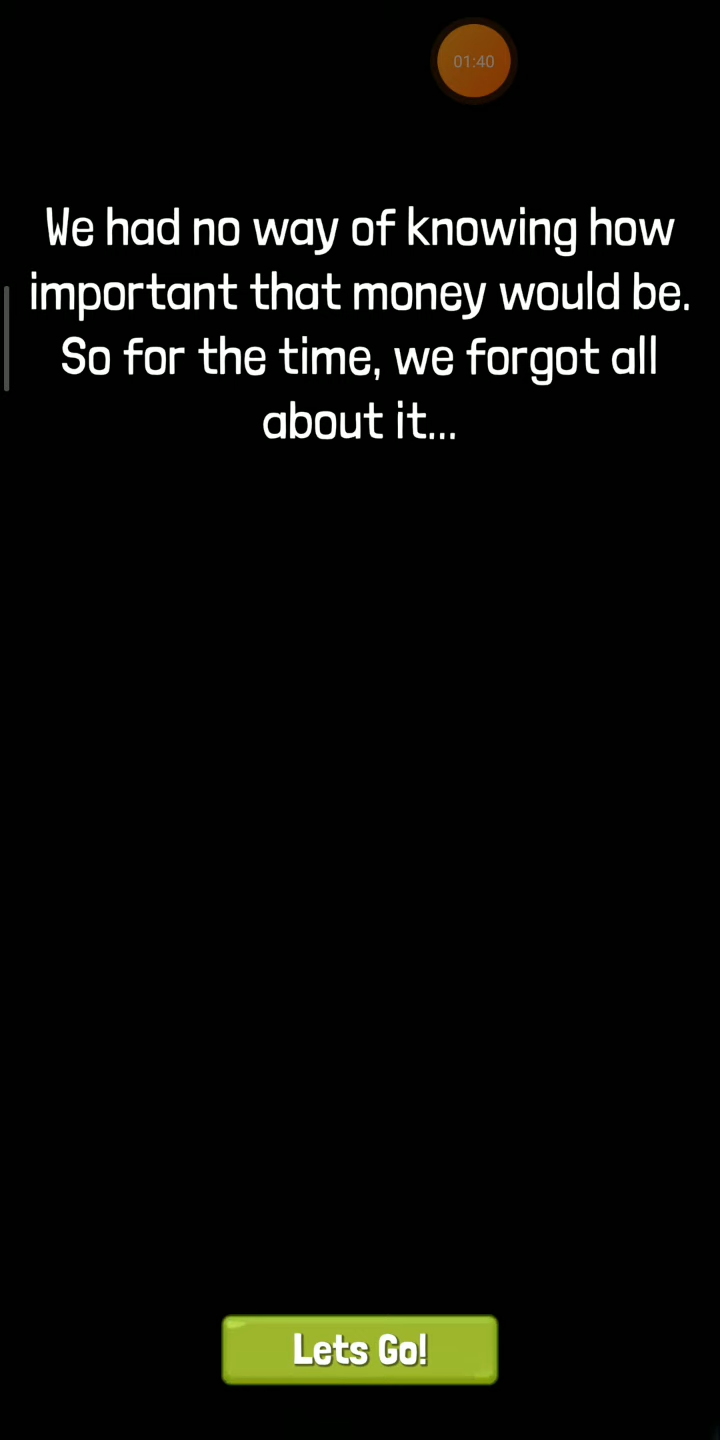 01:40
We had no way of knowing how
important that money would be.
So for the time, we forgot all
about it...
Lets Go!